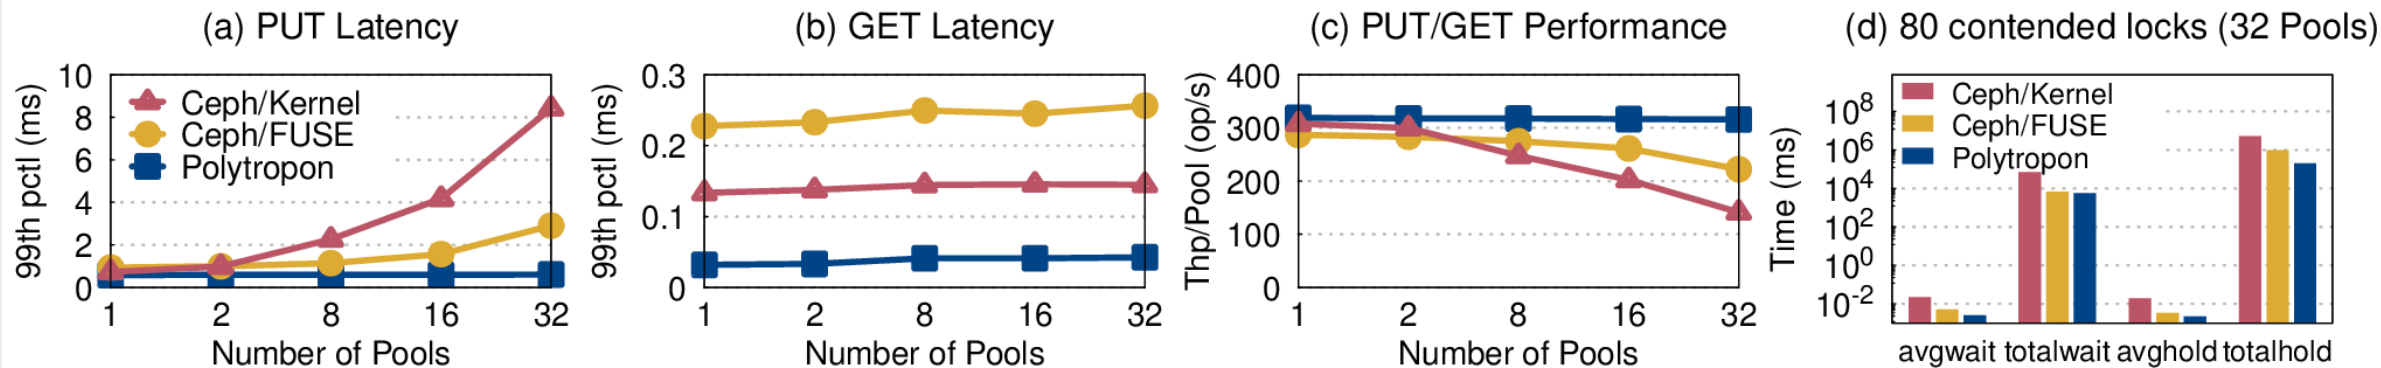 (a) PUT Latency
99th pctl (ms)
10
8
6
4
2
0
Ceph/Kernel
Ceph/FUSE
Polytropon
1 2 8 16 32
Number of Pools
(b) GET Latency
99th pctl (ms)
0.3
0.2
0.1
0
1 2 8 16 32
Number of Pools
(c) PUT/GET Performance
Thp/Pool (op/s)
400
300
200
100
0
1 2 8 16 32
Number of Pools
(d) 80 contended locks (32 Pools)
Time (ms)
10^8
10^6
10^4
10^2
10^0
10^-2
Ceph/Kernel
Ceph/FUSE
Polytropon
avgwait totalwait avghold totalhold